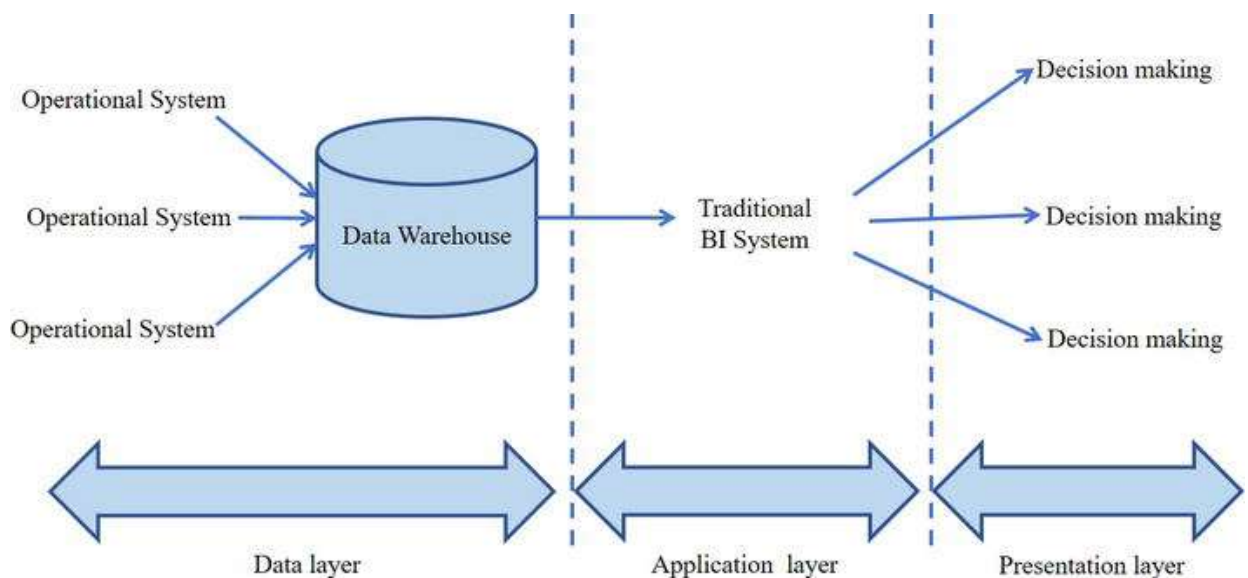 Decision making
Operational System
Operational System
Data Warehouse
Traditional
BI System
Decision making
Operational System
Decision making
Data layer
Application layer
Presentation layer